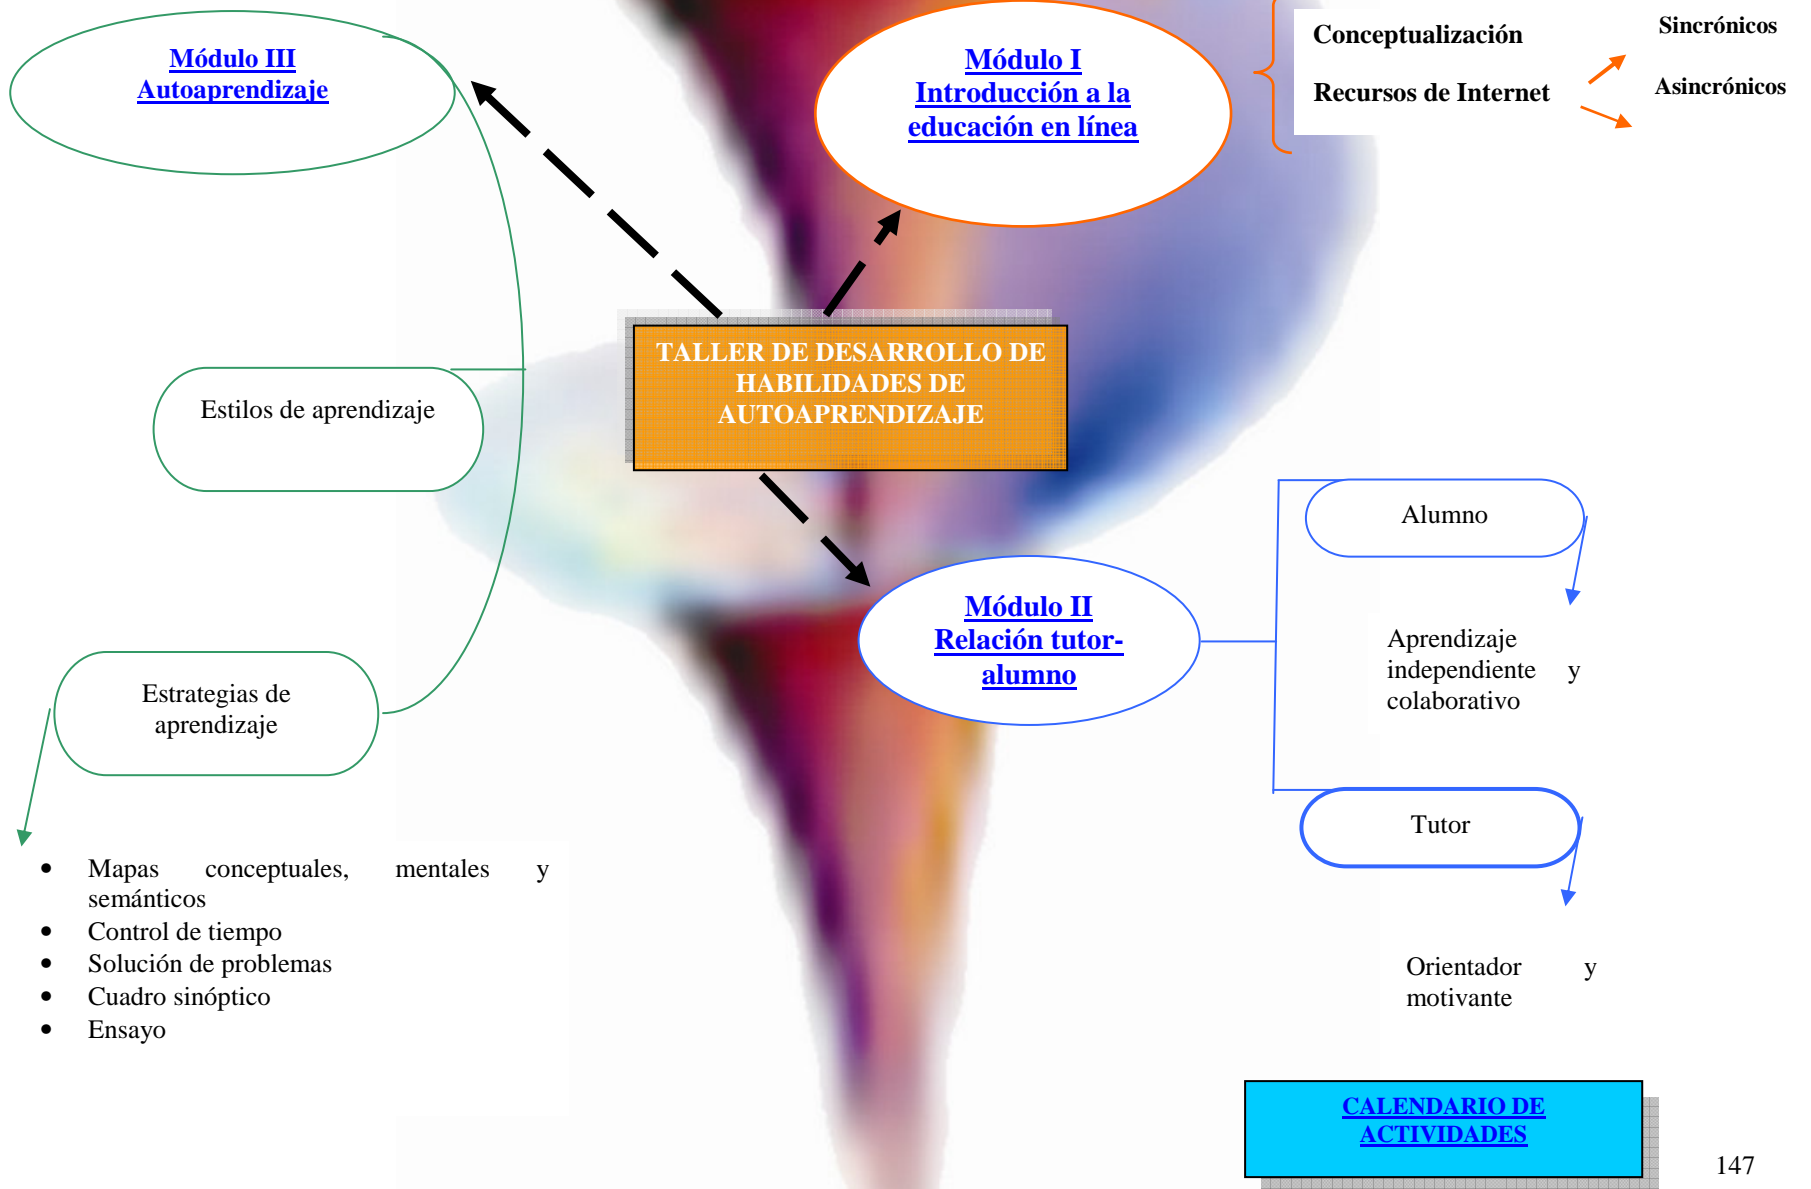 Módulo III
Autoaprendizaje
Módulo I
Introducción a la
educación en línea
Conceptualización
Recursos de Internet
Sincrónicos
Asincrónicos
TALLER DE DESARROLLO DE
HABILIDADES DE
AUTOAPRENDIZAJE
Estilos de aprendizaje
Alumno
Módulo II
Relación tutor-
alumno
Aprendizaje
independiente y
colaborativo
Estrategias de
aprendizaje
Tutor
• Mapas conceptuales, mentales y
semánticos
• Control de tiempo
• Solución de problemas
• Cuadro sinóptico
• Ensayo
Orientador y
motivante
CALENDARIO DE
ACTIVIDADES
147